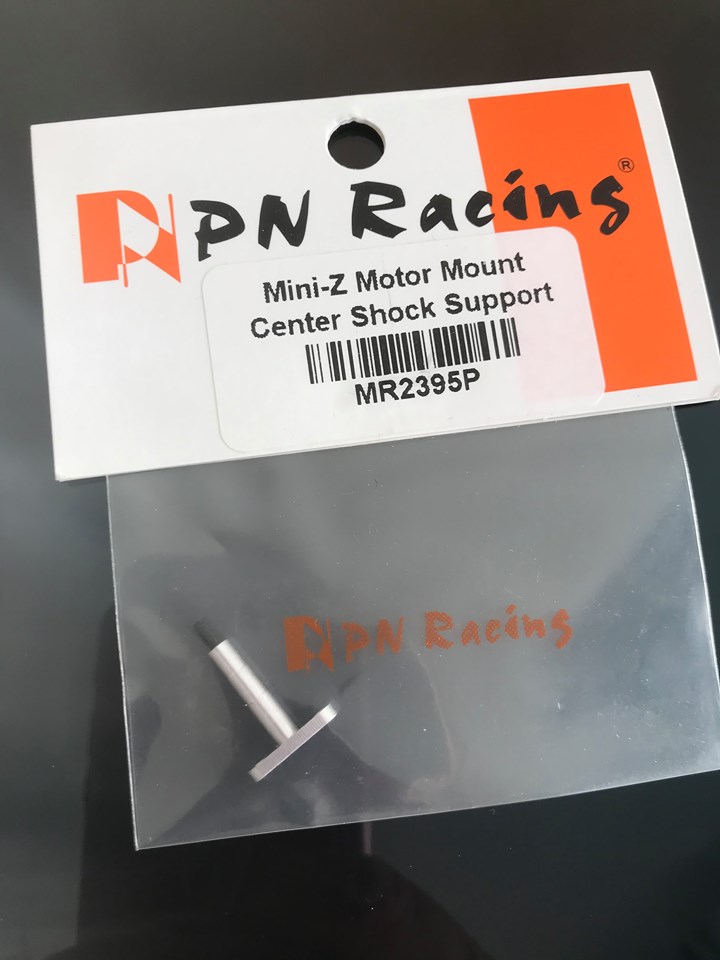 PN Racing®
Mini-Z Motor Mount
Center Shock Support
MR2395P
PN Racing